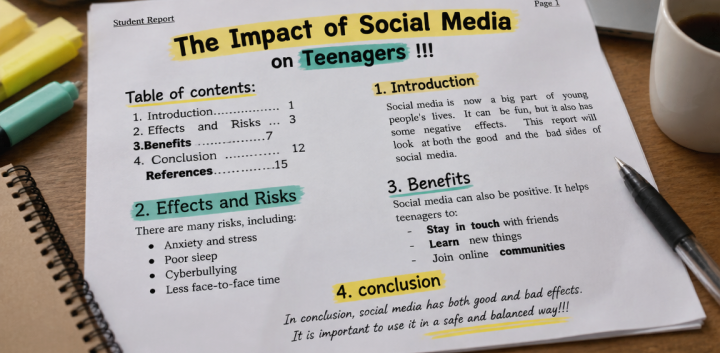 Student Report
Page 1
The Impact of Social Media
on Teenagers !!!
Table of contents:
1. Introduction................ 1
2. Effects and Risks ... 3
3.Benefits ..................7
4. Conclusion ............. 12
References..............15
1. Introduction
Social media is now a big part of young
people's lives. It can be fun, but it also has
some negative effects. This report will
look at both the good and the bad sides of
social media.
2. Effects and Risks
There are many risks, including:
• Anxiety and stress
• Poor sleep
• Cyberbullying
• Less face-to-face time
3. Benefits
Social media can also be positive. It helps
teenagers to:
- Stay in touch with friends
- Learn new things
- Join online communities
4. conclusion
In conclusion, social media has both good and bad effects.
It is important to use it in a safe and balanced way!!!